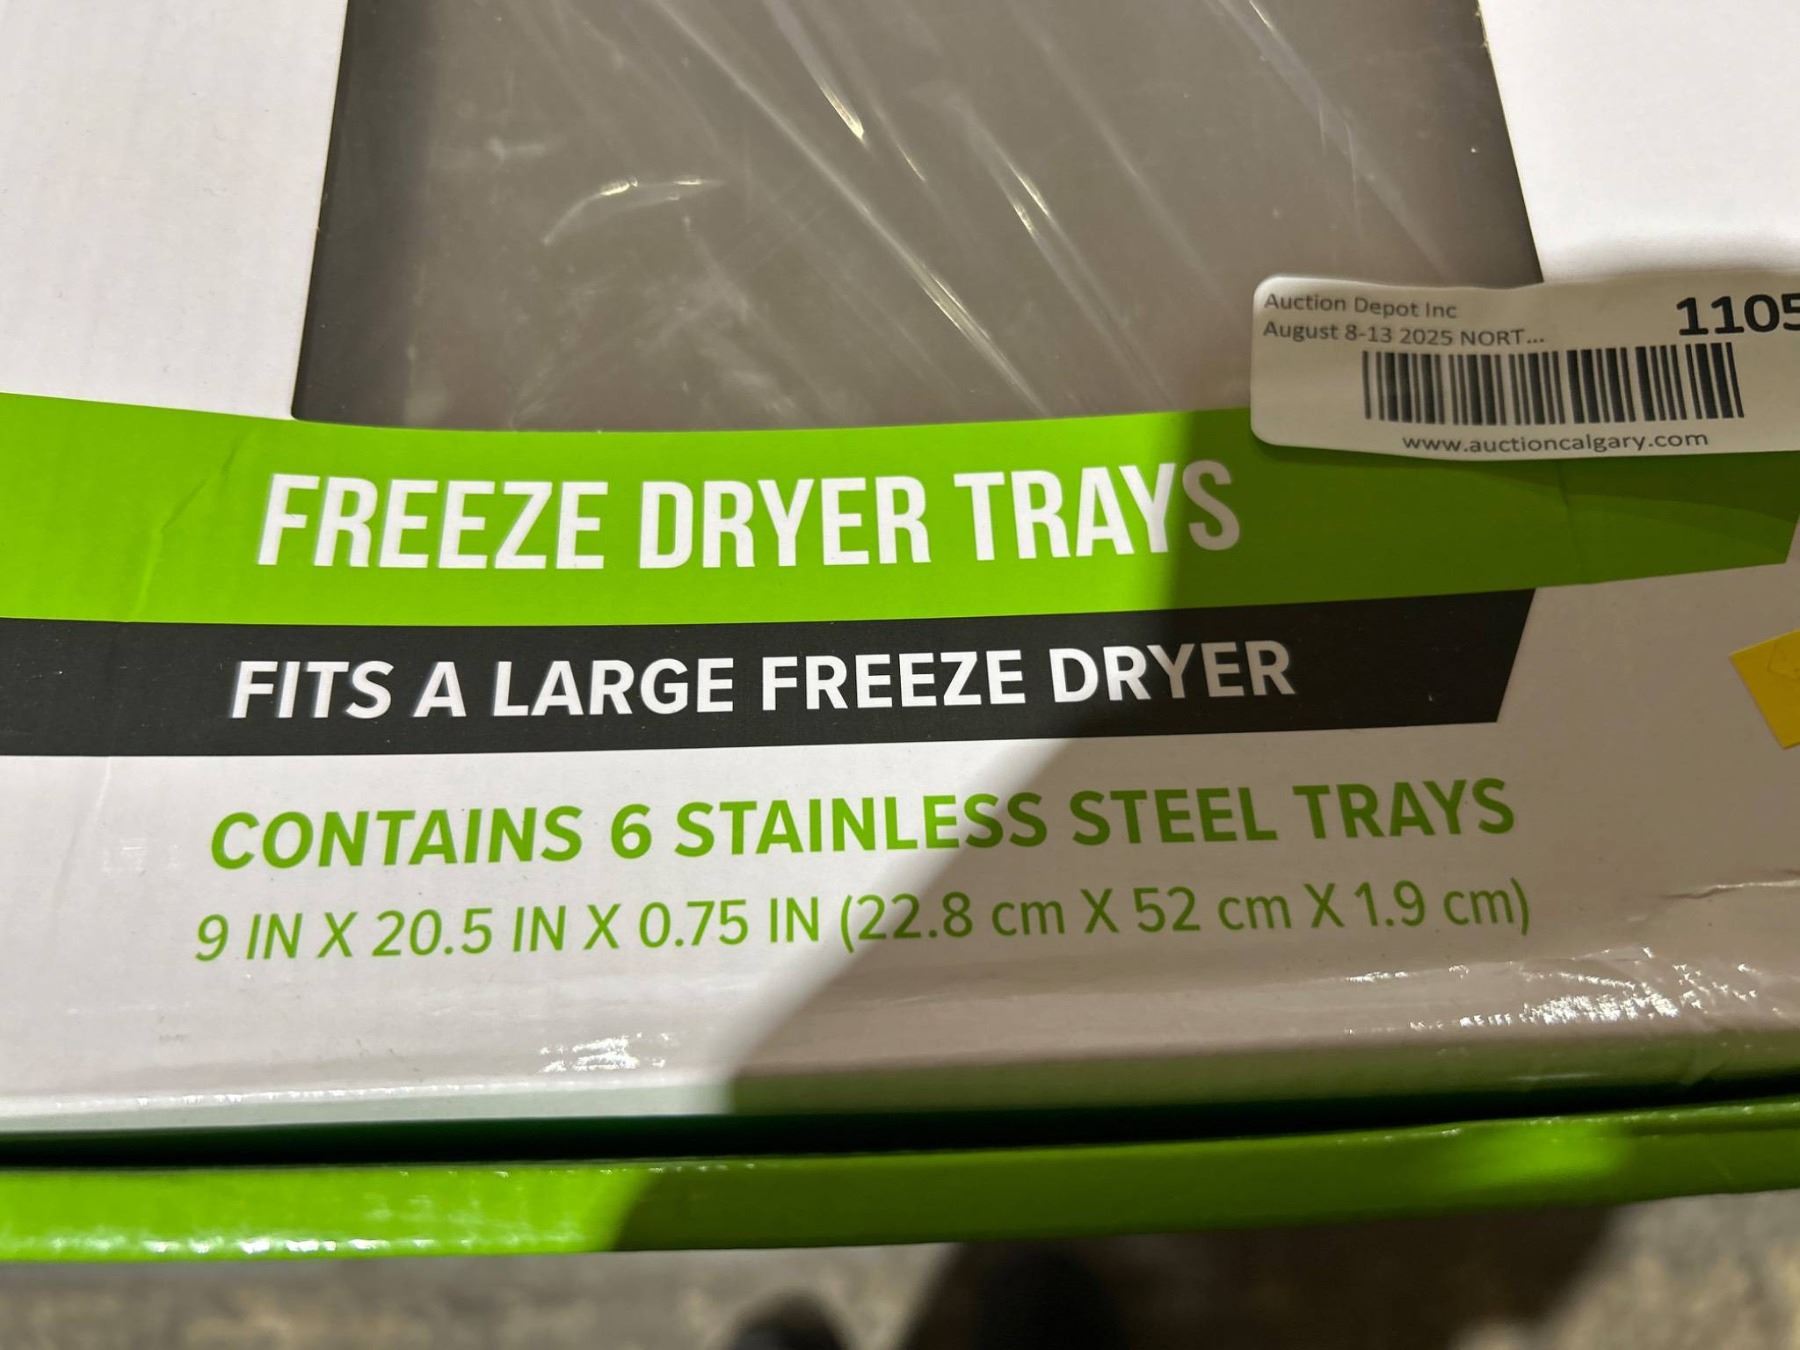 Auction Depot Inc
August 8-13 2025 NORT...
www.auctioncalgary.com
FREEZE DRYER TRAYS
FITS A LARGE FREEZE DRYER
CONTAINS 6 STAINLESS STEEL TRAYS
9 IN X 20.5 IN X 0.75 IN (22.8 cm X 52 cm X 1.9 cm)